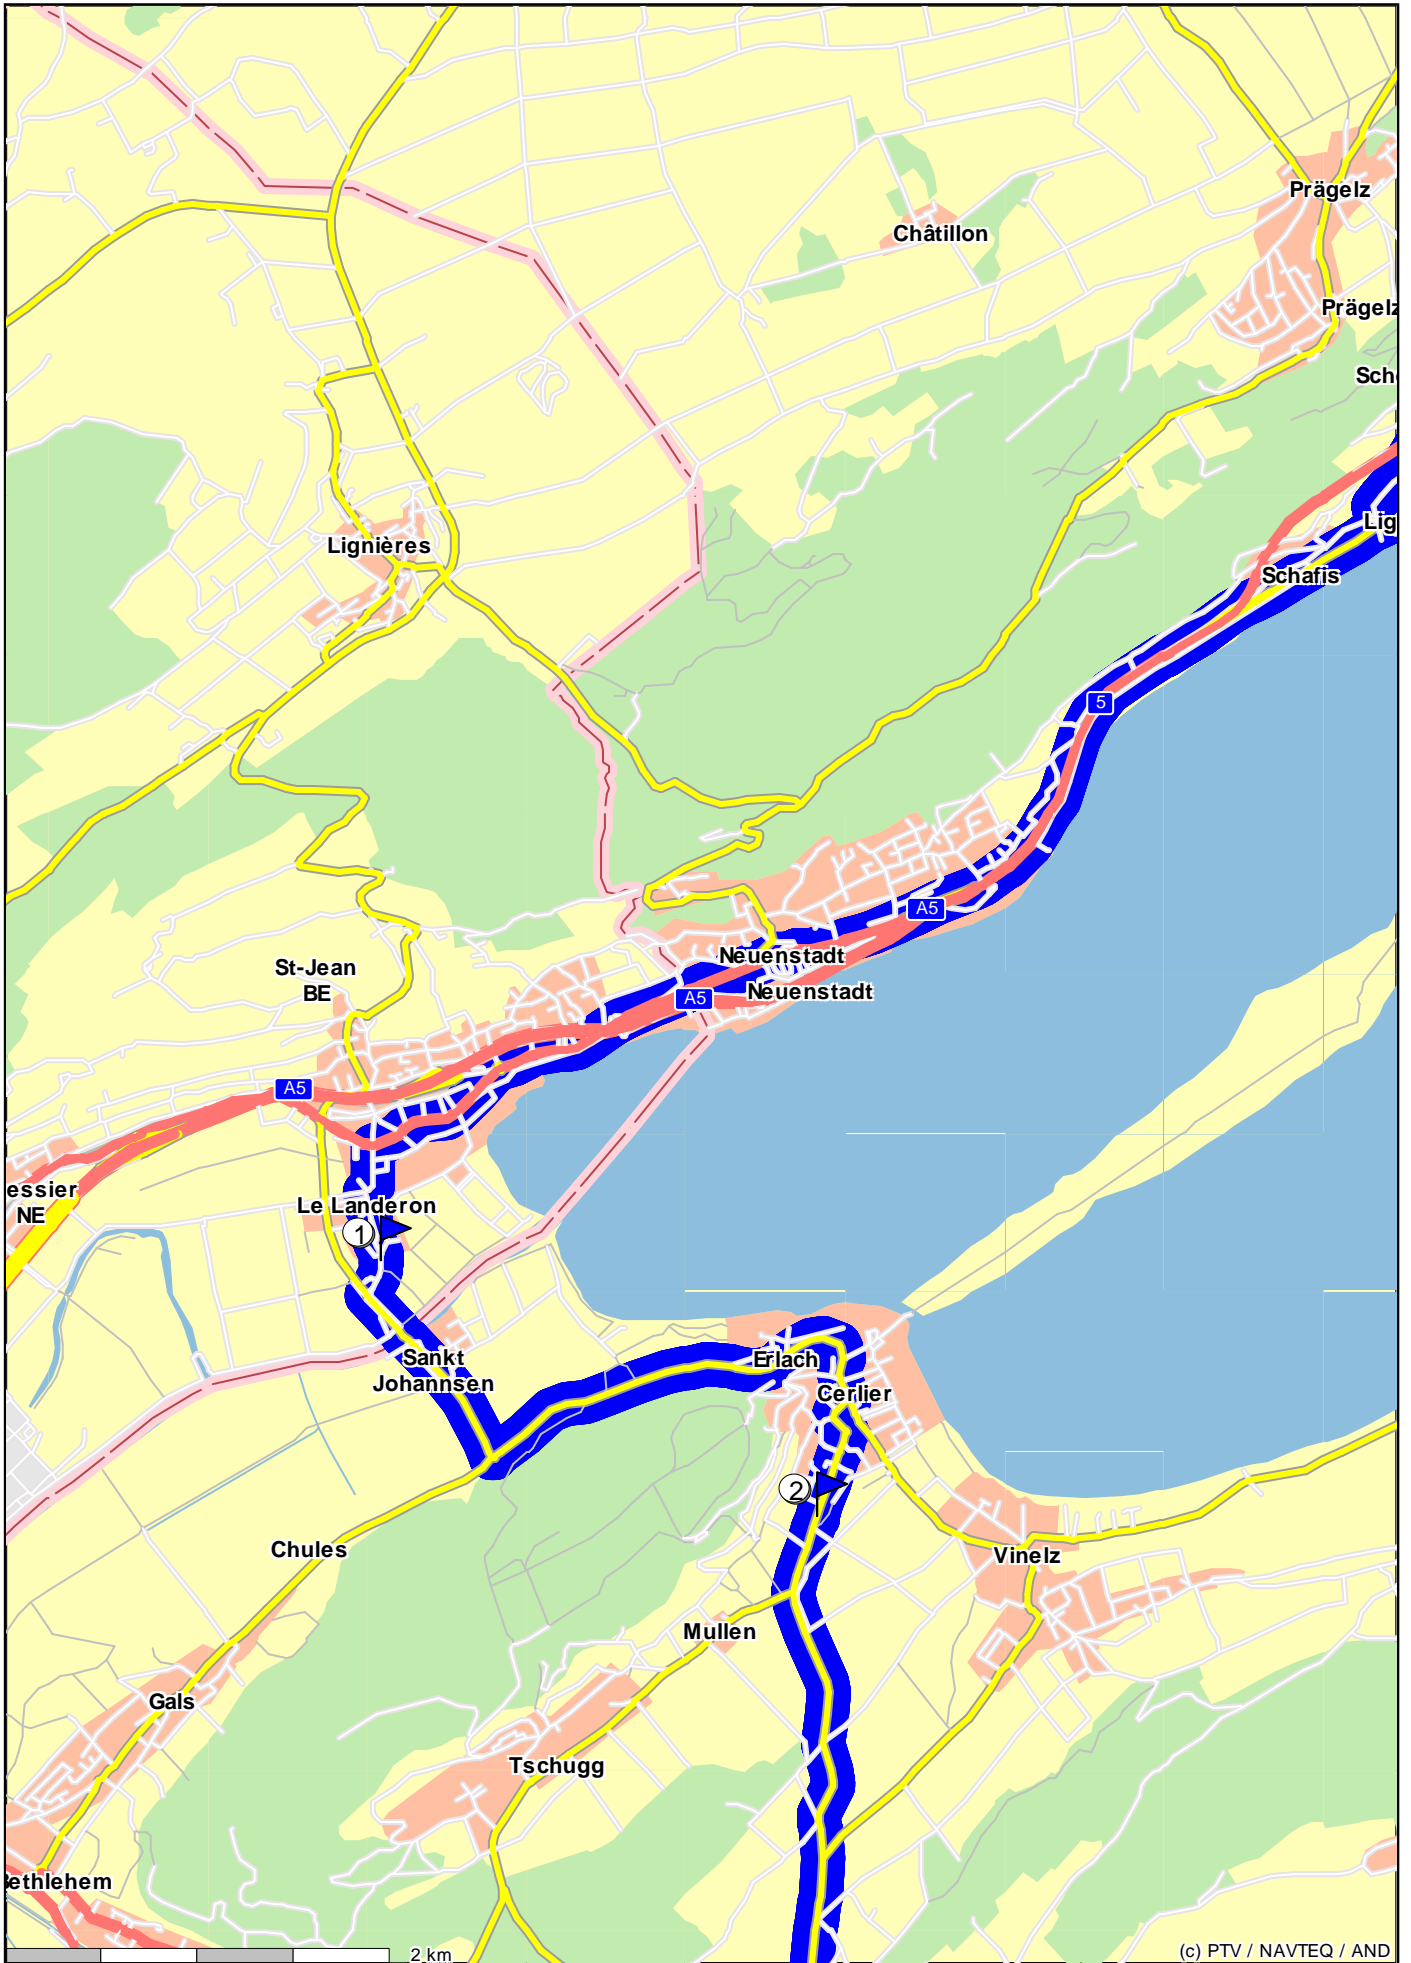 Prägelz
Châtillon
Prägelz
Sch
Lignières
Lig
Schafis
5
A5
Neuenstadt
St-Jean
BE
Neuenstadt
A5
A5
essier
NE
Le Landeron
1
Sankt
Johannsen
Erlach
Cerlier
2
Chules
Vinelz
Mullen
Gals
Tschugg
ethlehem
2 km
(c) PTV / NAVTEQ / AND